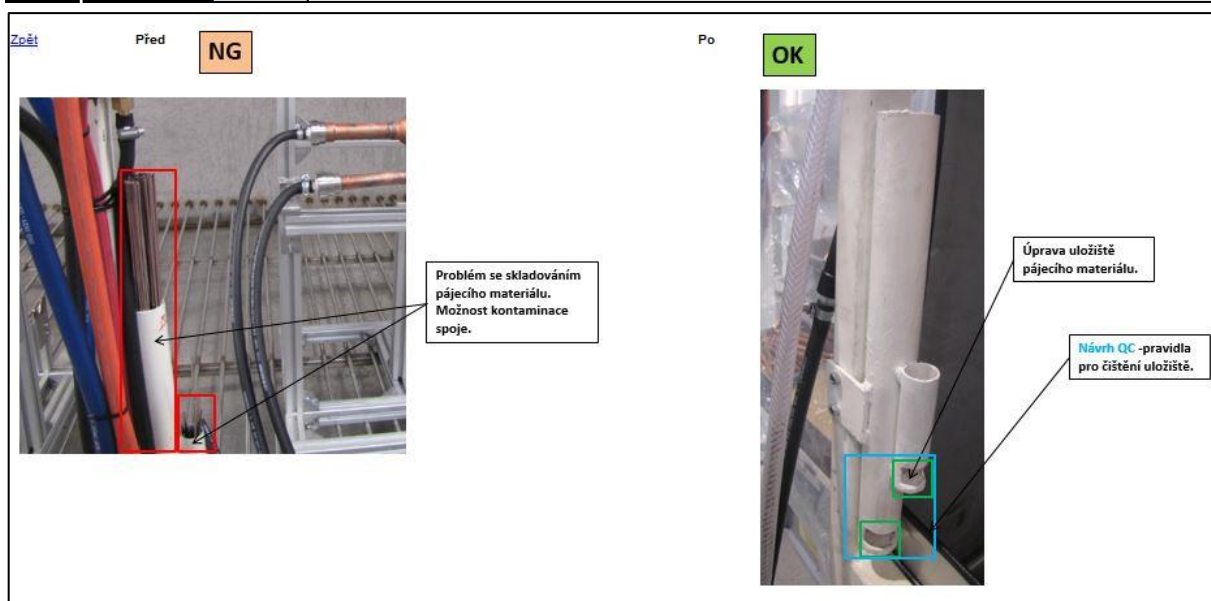 Zpět
Před
NG
Po
OK
Problém se skladováním
pájecího materiálu.
Možnost kontaminace
spoje.
Úprava uložiště
pájecího materiálu.
Návrh QC -pravidla
pro čištění uložiště.